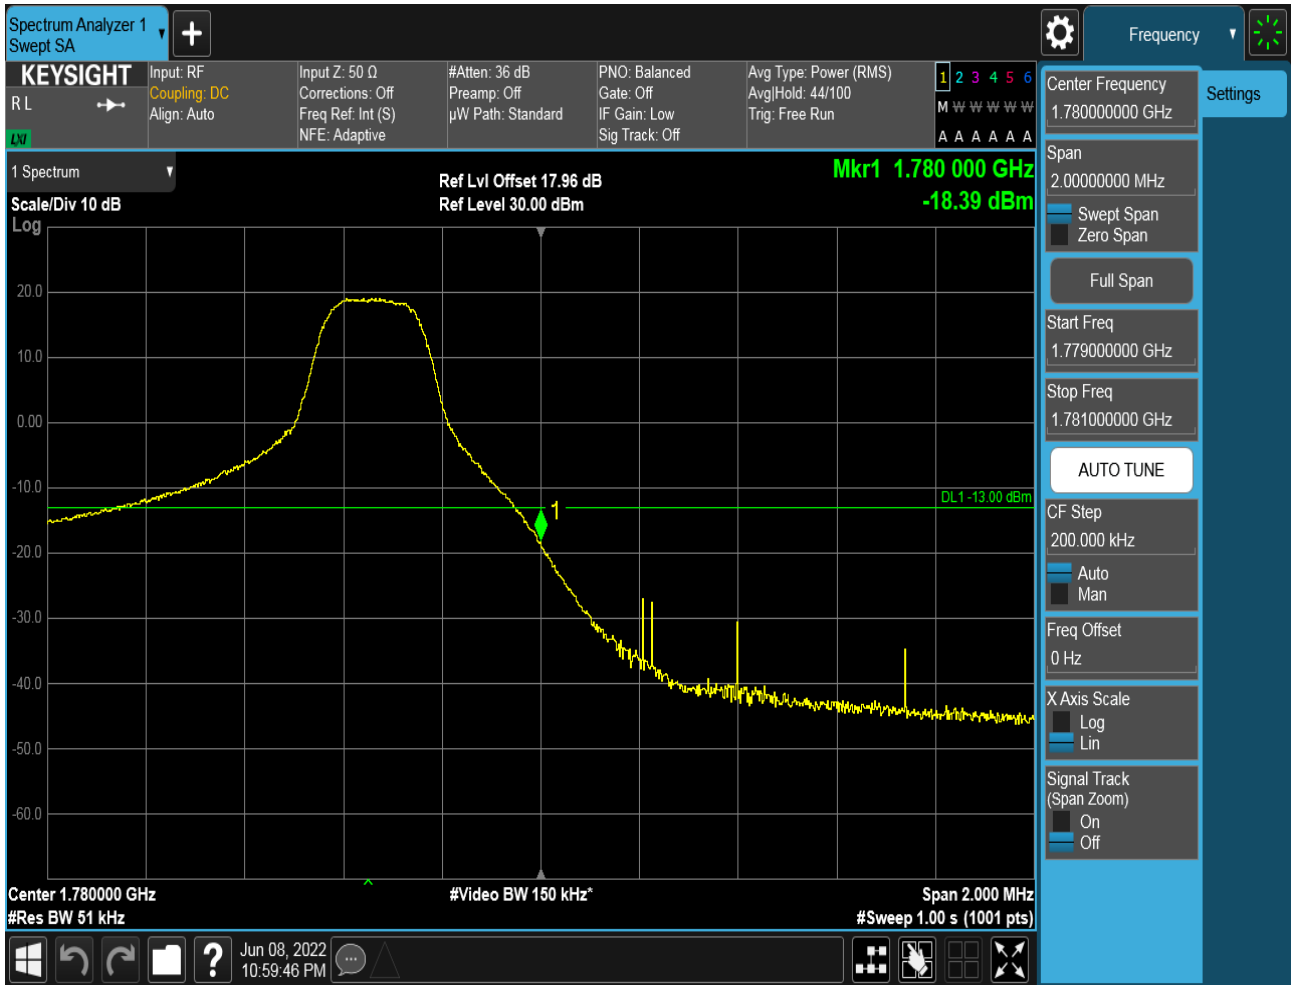 Spectrum Analyzer 1
Swept SA
Frequency
KEYSIGHT
R L
LXI
Input: RF
Coupling: DC
Align: Auto
Input Z: 50 Ω
Corrections: Off
Freq Ref: Int (S)
NFE: Adaptive
#Atten: 36 dB
Preamp: Off
µW Path: Standard
PNO: Balanced
Gate: Off
IF Gain: Low
Sig Track: Off
Avg Type: Power (RMS)
Avg|Hold: 44/100
Trig: Free Run
1 2 3 4 5 6
M W W W W W
A A A A A A
1 Spectrum
Scale/Div 10 dB
Log
Ref Lvl Offset 17.96 dB
Ref Level 30.00 dBm
Mkr1 1.780 000 GHz
-18.39 dBm
20.0
10.0
0.00
-10.0
-20.0
-30.0
-40.0
-50.0
-60.0
DL1 -13.00 dBm
1
Center 1.780000 GHz
#Res BW 51 kHz
#Video BW 150 kHz*
Span 2.000 MHz
#Sweep 1.00 s (1001 pts)
Jun 08, 2022
10:59:46 PM
Center Frequency
1.780000000 GHz
Settings
Span
2.00000000 MHz
Swept Span
Zero Span
Full Span
Start Freq
1.779000000 GHz
Stop Freq
1.781000000 GHz
AUTO TUNE
CF Step
200.000 kHz
Auto
Man
Freq Offset
0 Hz
X Axis Scale
Log
Lin
Signal Track
(Span Zoom)
On
Off